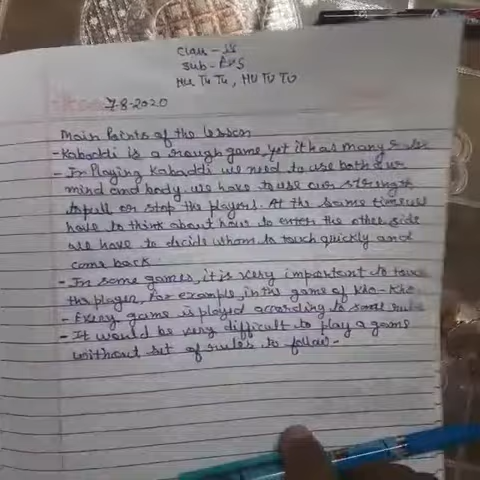 Class - IV
Sub - EVS
Hu Tu Tu, Hu Tu Tu
7-8-2020
Main Points of the lesson
- Kabaddi is a rough game, yet it has many rules
- In Playing Kabaddi we need to use both our
mind and body. we have to use our strength
to pull or stop the players. At the same time we
have to think about how to enter the other side
we have to decide whom to touch quickly and
come back
- In some games, it is very important to touch
the player, for example, in the game of Kho-Kho
- Every game is played according to some rules
- It would be very difficult to play a game
without set of rules to follow -